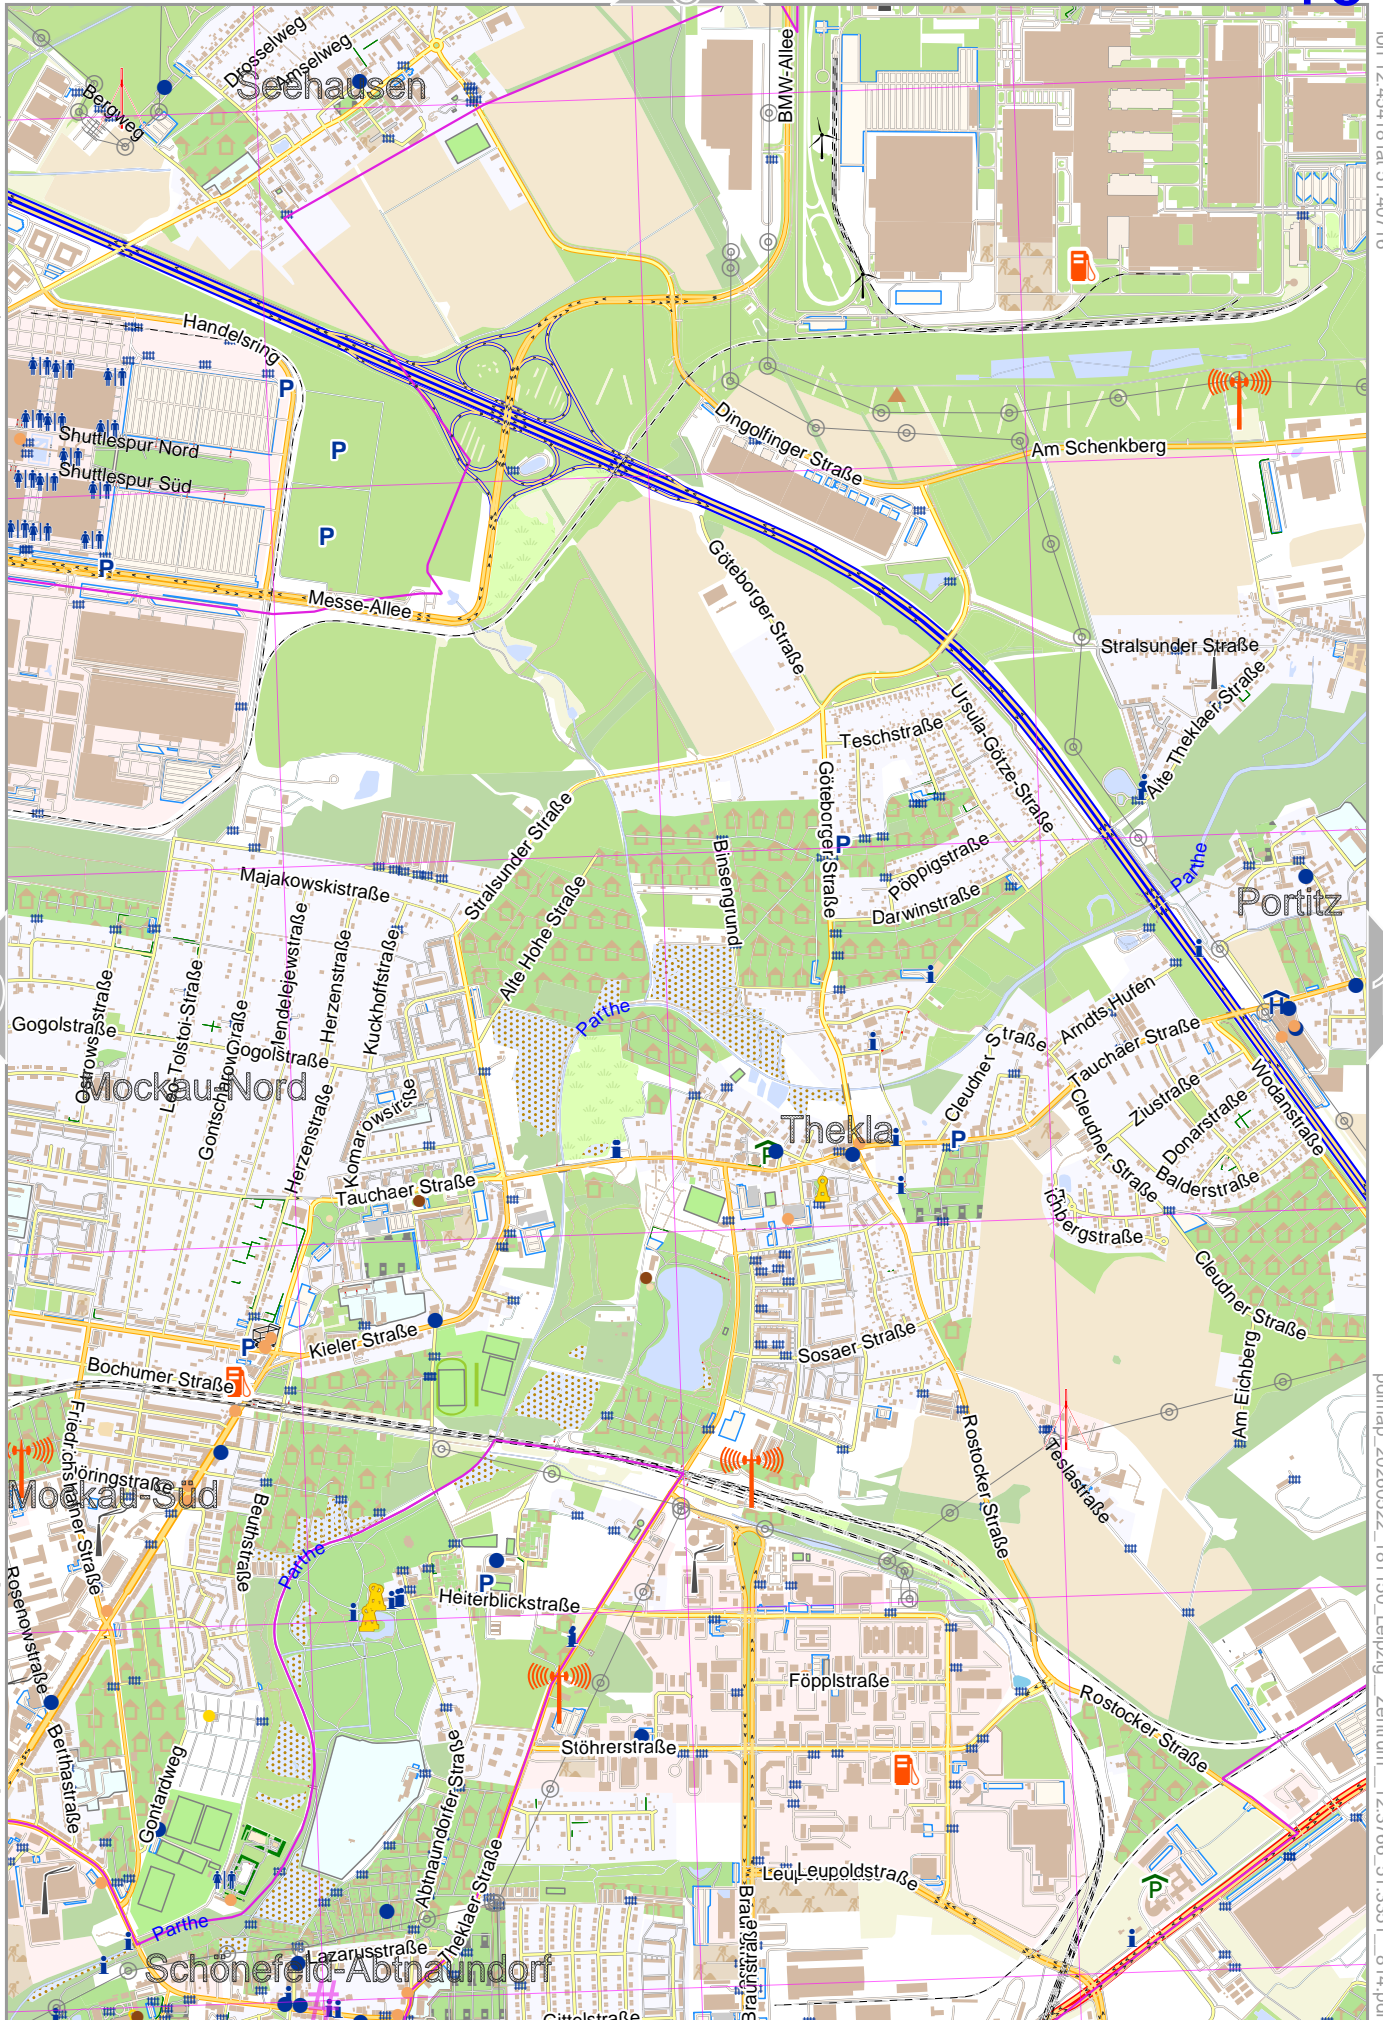 Drosselweg
Amselweg
Seehausen
Bergweg
BMW-Allee
Handelsring
P
Shuttlespur Nord
P
Shuttlespur Süd
P
P
Messe-Allee
Dingolfinger Straße
Am Schenkberg
Göteborger Straße
Stralsunder Straße
Alte Theklaer Straße
Ursula-Götze-Straße
Teschstraße
Göteborger Straße
P
Pöppigstraße
Darwinstraße
Parthe
Portitz
Stralsunder Straße
Binsengrund
Alte Hohe Straße
Majakowskistraße
Mendelejewstraße
Herzenstraße
Kuckhoffstraße
Ostrowskistraße
Leo-Tolstoi-Straße
Gontscharowstraße
Gogolstraße
Gogolstraße
Mockau-Nord
Herzenstraße
Komarowstraße
Parthe
Thekla
P
P
H
Cleudner Straße
Arndts Hufen
Tauchaer Straße
Ziustraße
Donarstraße
Balderstraße
Wodanstraße
Cleudner Straße
ichbergstraße
Cleudner Straße
Am Eichberg
Tauchaer Straße
Kieler Straße
P
Bochumer Straße
Sosaer Straße
Rostocker Straße
Teslastraße
Friedrichshafener Straße
öringstraße
Mockau-Süd
Beuthstraße
Rosenowstraße
Parthe
P
Heiterblickstraße
Föpplstraße
Stöhrerstraße
Rostocker Straße
Berthastraße
Gontardweg
Abtnaundorfer Straße
Theklaer Straße
Leupoldstraße
P
Braunstraße
Parthe
Lazarusstraße
Schönefeld-Abtnaundorf